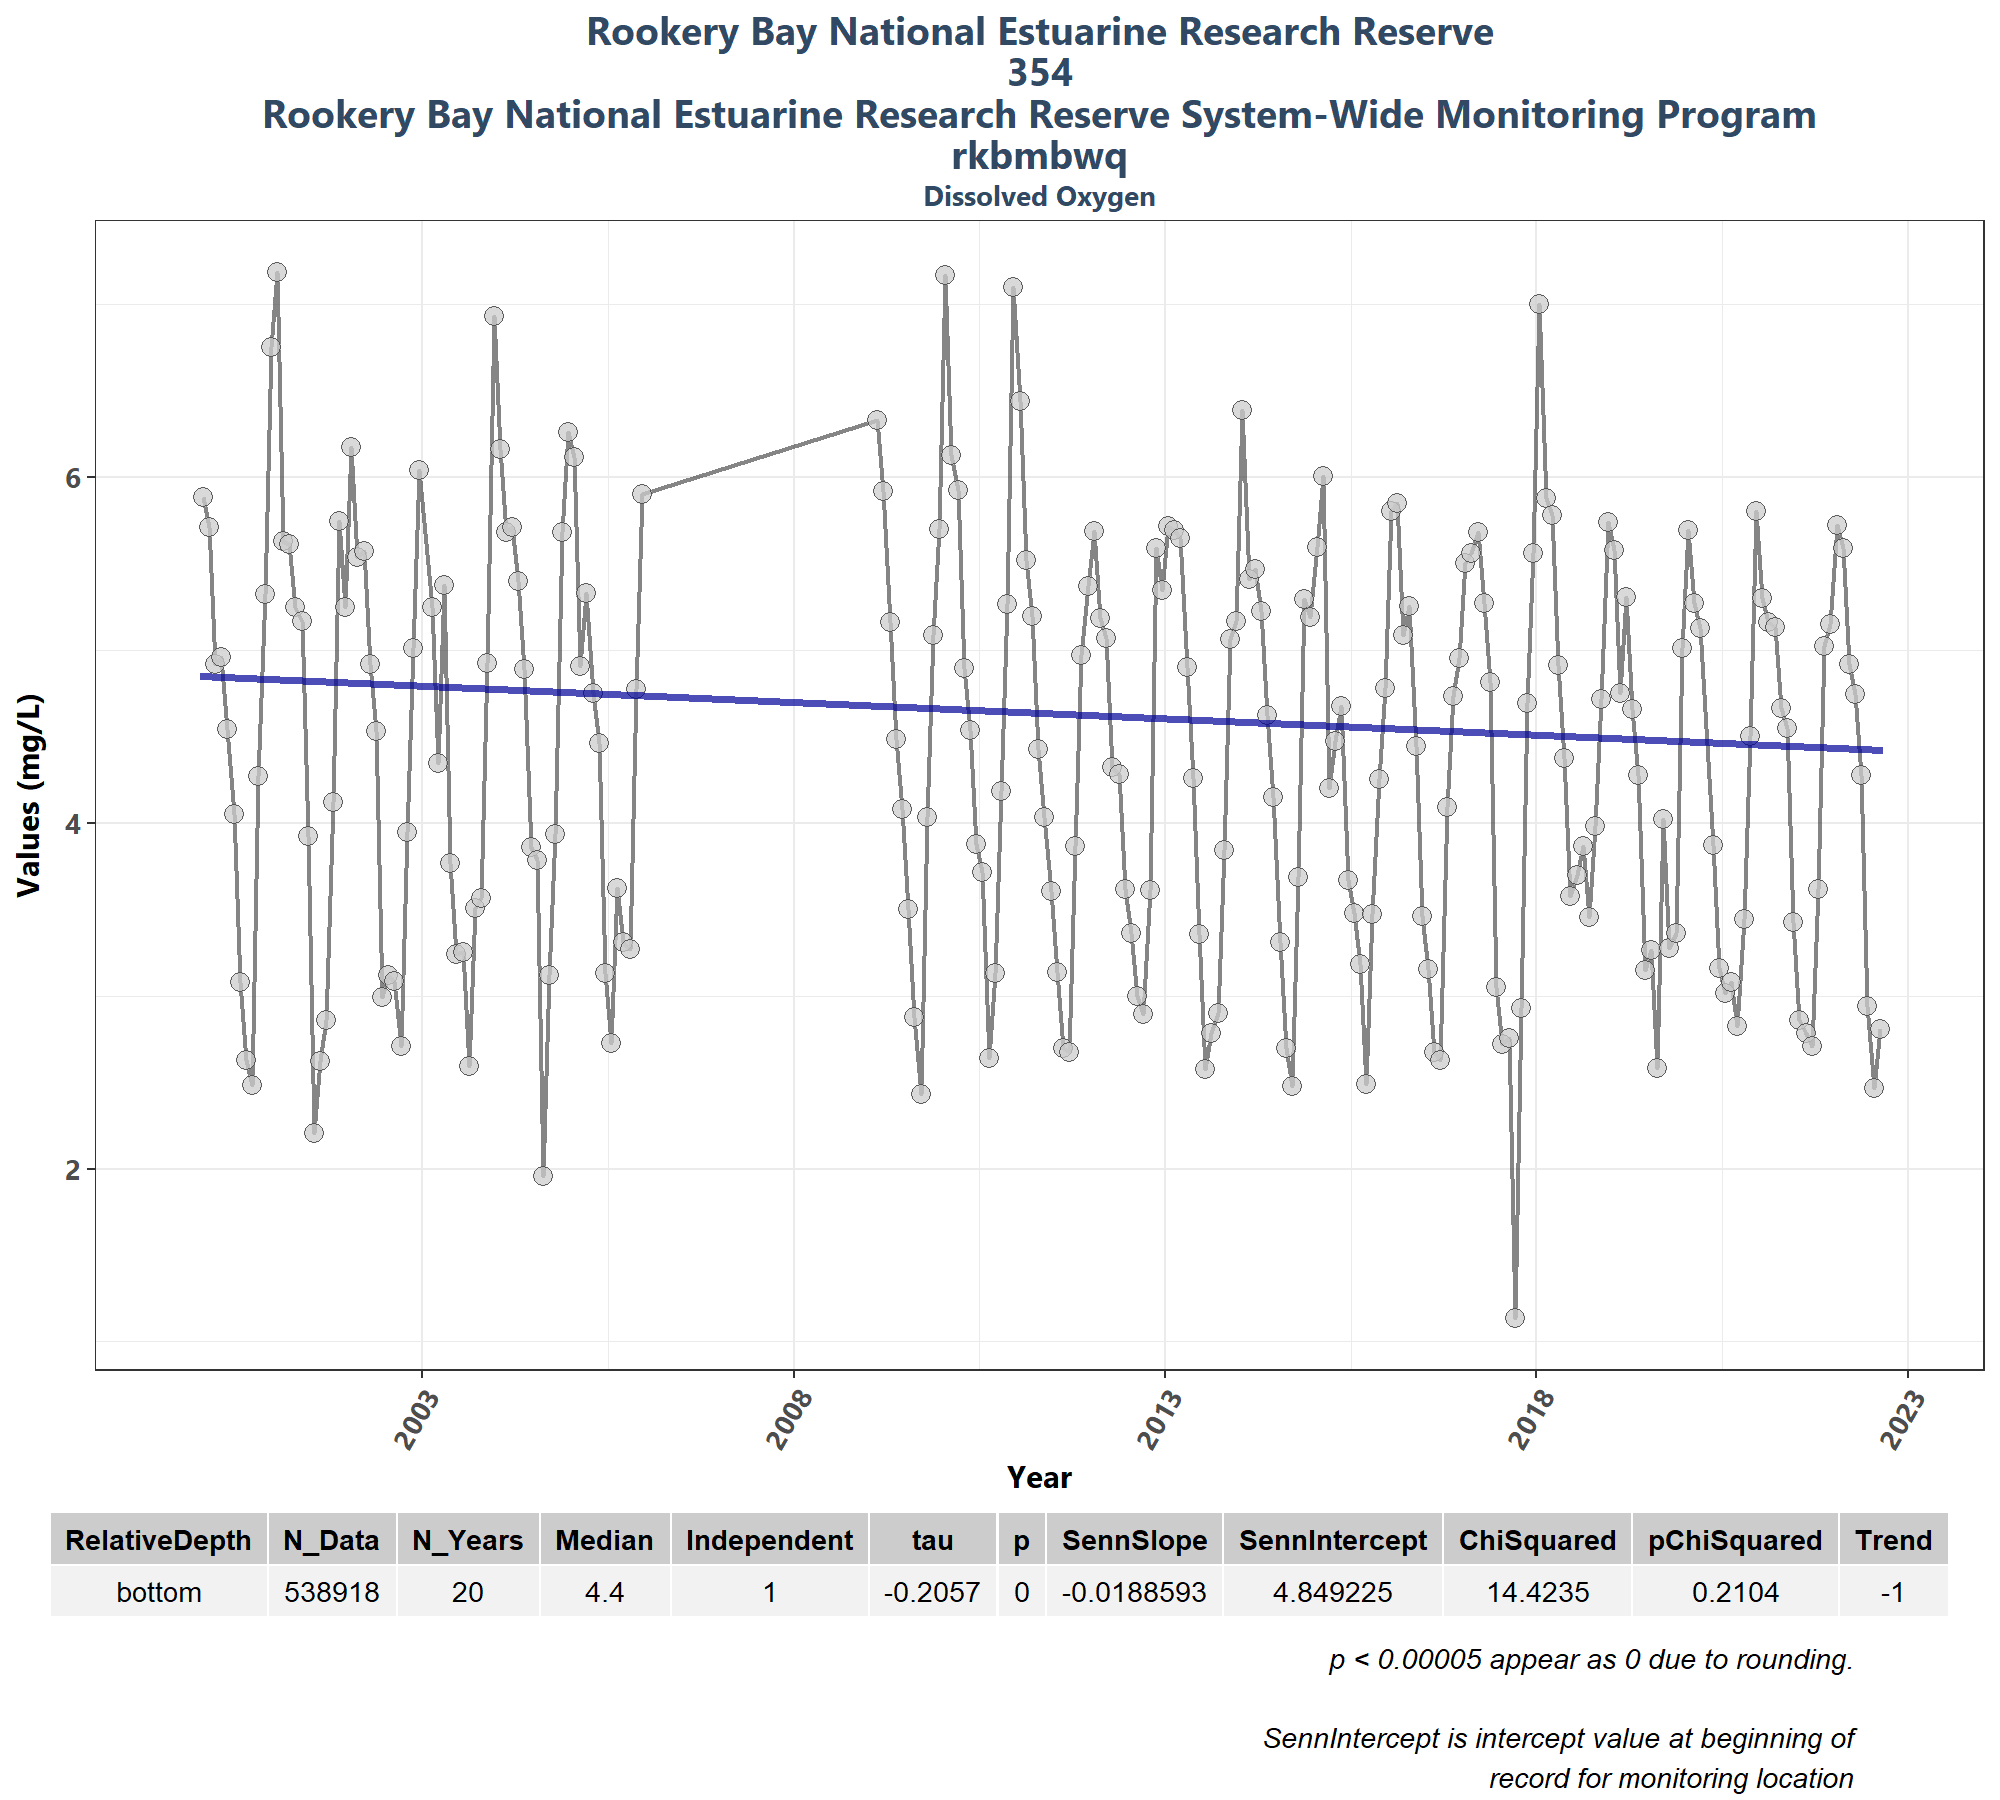 Rookery Bay National Estuarine Research Reserve
354
Rookery Bay National Estuarine Research Reserve System-Wide Monitoring Program
rkbmbwq
Dissolved Oxygen
Values (mg/L)
6
4
2
2003
2008
2013
2018
2023
Year
RelativeDepth N_Data N_Years Median Independent tau p SennSlope SennIntercept ChiSquared pChiSquared Trend
bottom 538918 20 4.4 1 -0.2057 0 -0.0188593 4.849225 14.4235 0.2104 -1
p < 0.00005 appear as 0 due to rounding.
SennIntercept is intercept value at beginning of
record for monitoring location